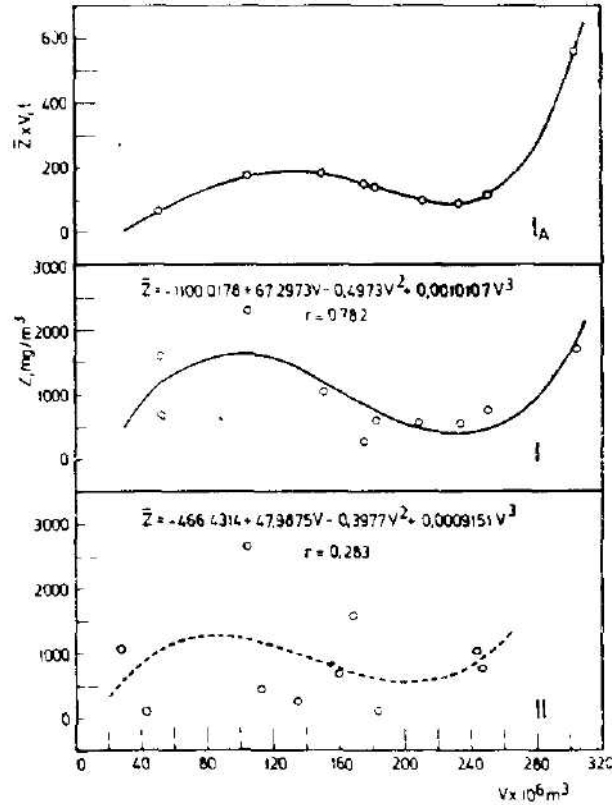 600
400
200
0
Z̅ x V, t
I_A
3000
2000
1000
0
Z, mg/m³
Z̅ = -1100.0178 + 67.2973V - 0.4973V² + 0,0010107V³
r = 0.782
I
3000
2000
1000
0
Z̅ = -466.4314 + 47.9875V - 0.3977V² + 0.0009151V³
r = 0,283
II
0 40 80 120 160 200 240 280 320
V x 10⁶ m³